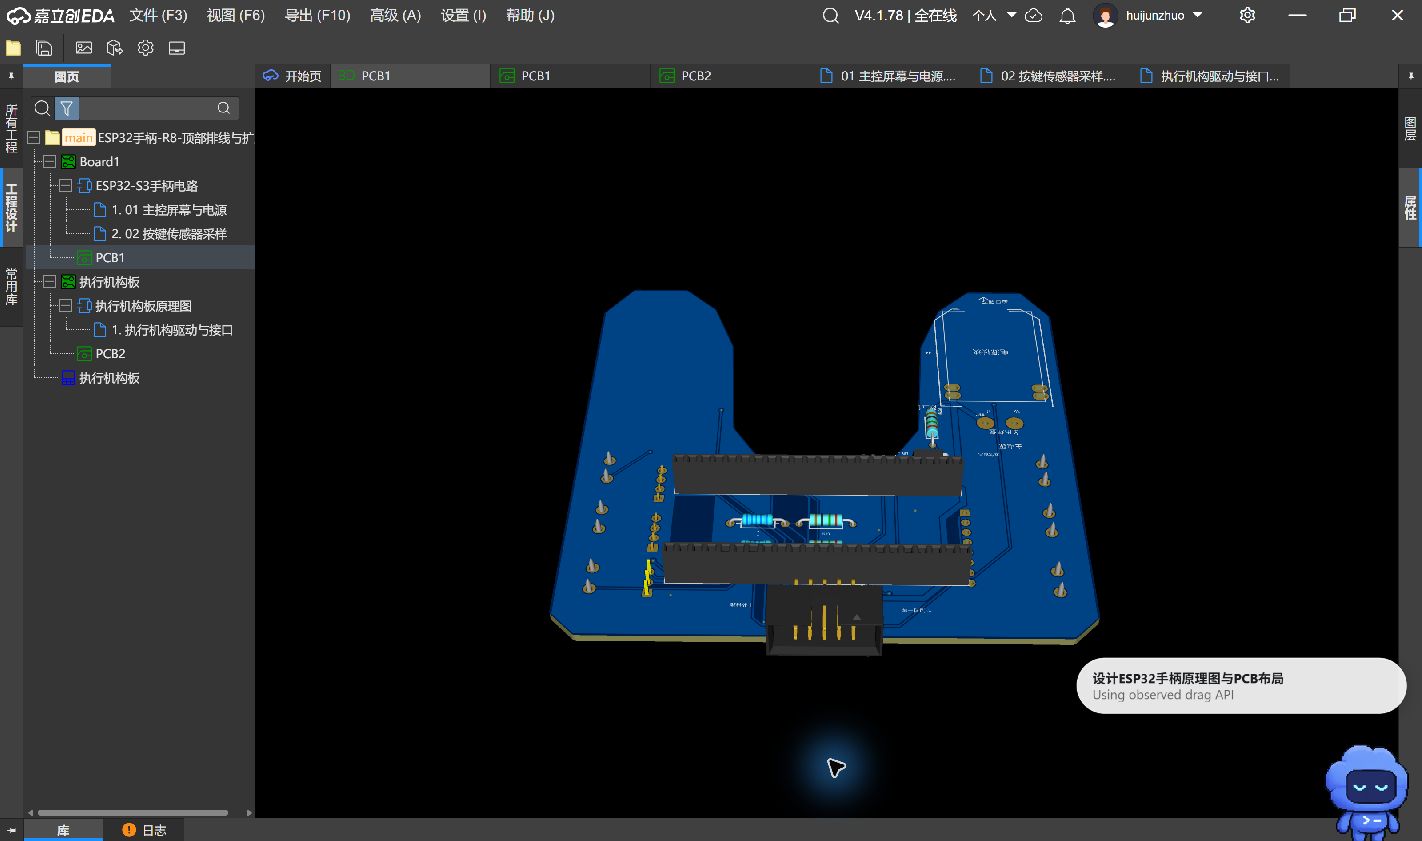 嘉立创EDA 文件 (F3) 视图 (F6) 导出 (F10) 高级 (A) 设置 (I) 帮助 (J) V4.1.78 | 全在线 个人 huijunzhuo
图页 开始页 PCB1 PCB1 PCB2 01 主控屏幕与电源.... 02 按键传感器采样.... 执行机构驱动与接口...
所有工程
工程设计
常用库
main ESP32手柄-R8-顶部排线与扩
Board1
ESP32-S3手柄电路
1. 01 主控屏幕与电源
2. 02 按键传感器采样
PCB1
执行机构板
执行机构板原理图
1. 执行机构驱动与接口
PCB2
执行机构板
图层
属性
设计ESP32手柄原理图与PCB布局
Using observed drag API
库 日志